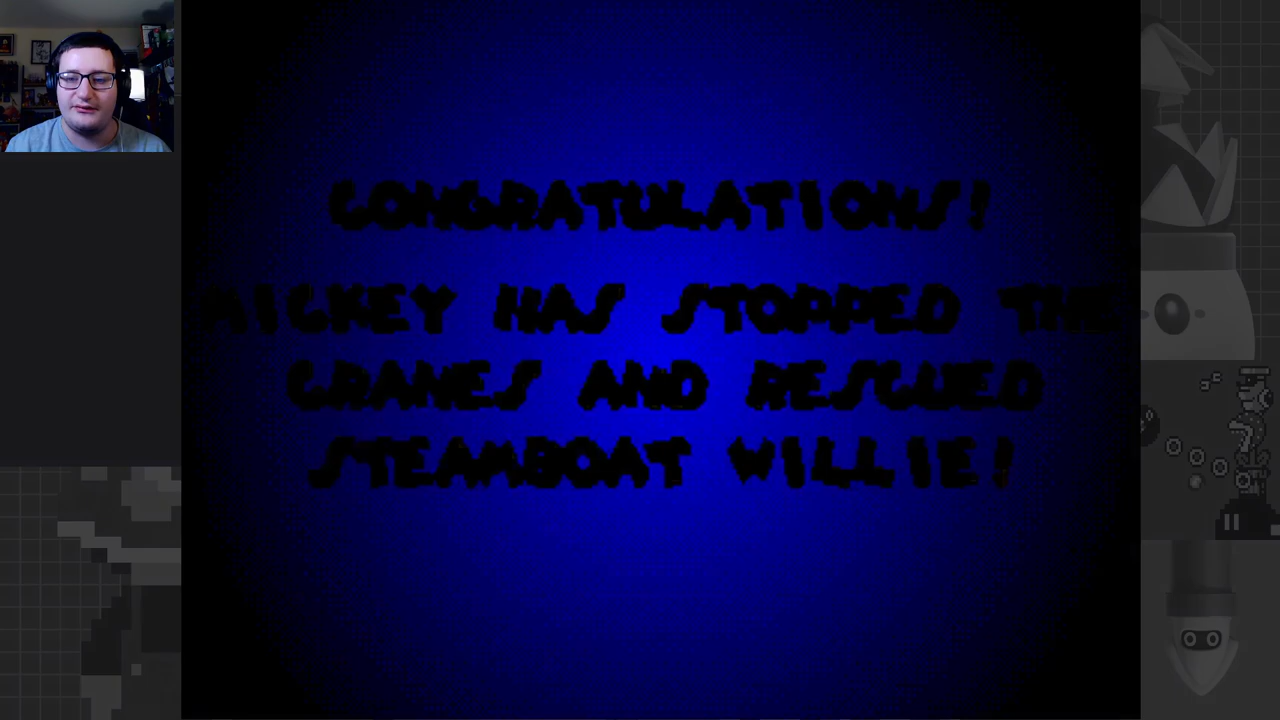 CONGRATULATIONS!
MICKEY HAS STOPPED THE
CRANES AND RESCUED
STEAMBOAT WILLIE!